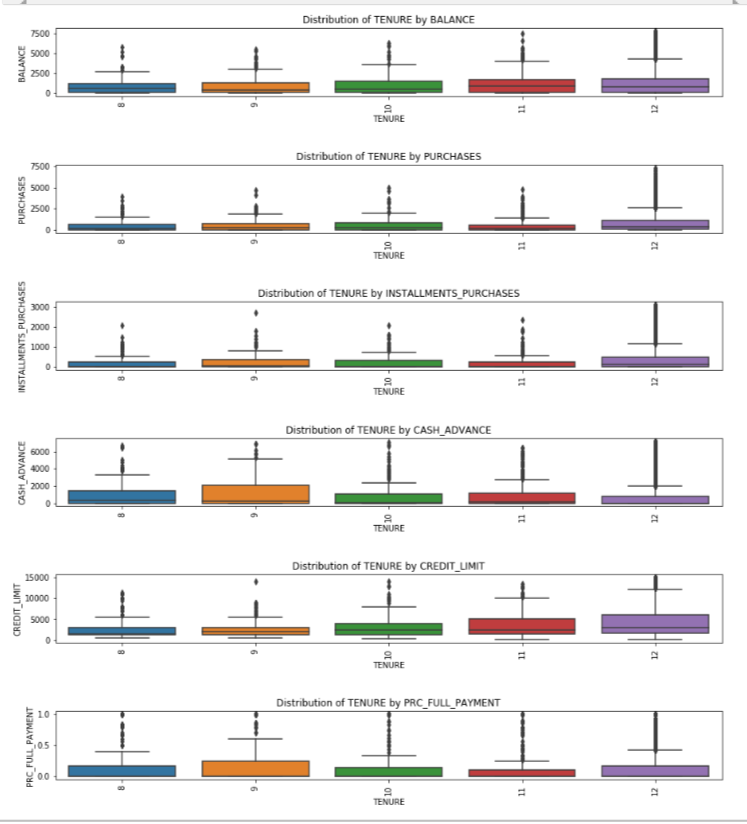 Distribution of TENURE by BALANCE
BALANCE
7500
5000
2500
0
8 9 10 11 12
TENURE
Distribution of TENURE by PURCHASES
PURCHASES
7500
5000
2500
0
8 9 10 11 12
TENURE
Distribution of TENURE by INSTALLMENTS_PURCHASES
INSTALLMENTS_PURCHASES
3000
2000
1000
0
8 9 10 11 12
TENURE
Distribution of TENURE by CASH_ADVANCE
CASH_ADVANCE
6000
4000
2000
0
8 9 10 11 12
TENURE
Distribution of TENURE by CREDIT_LIMIT
CREDIT_LIMIT
15000
10000
5000
0
8 9 10 11 12
TENURE
Distribution of TENURE by PRC_FULL_PAYMENT
PRC_FULL_PAYMENT
1.0
0.5
0.0
8 9 10 11 12
TENURE